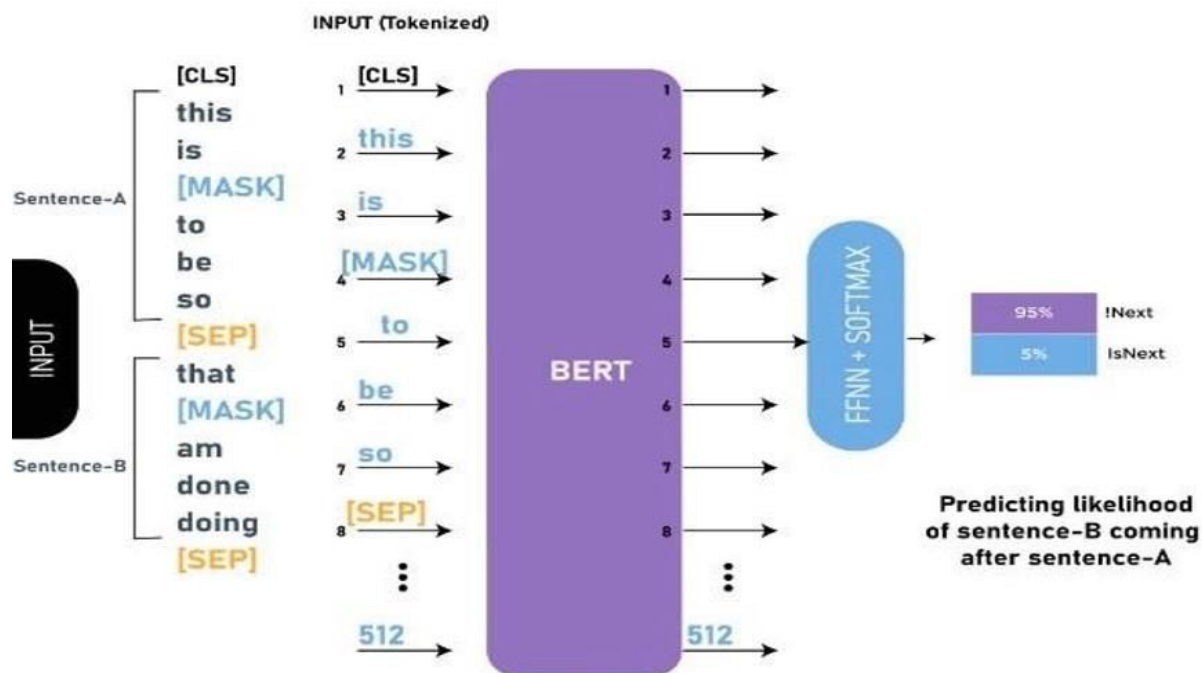 INPUT (Tokenized)
INPUT
Sentence-A
Sentence-B
[CLS]
this
is
[MASK]
to
be
so
[SEP]
that
[MASK]
am
done
doing
[SEP]
1 [CLS]
2 this
3 is
4 [MASK]
5 to
6 be
7 so
8 [SEP]
512
BERT
1
2
3
4
5
6
7
8
512
FFNN + SOFTMAX
95% !Next
5% IsNext
Predicting likelihood
of sentence-B coming
after sentence-A